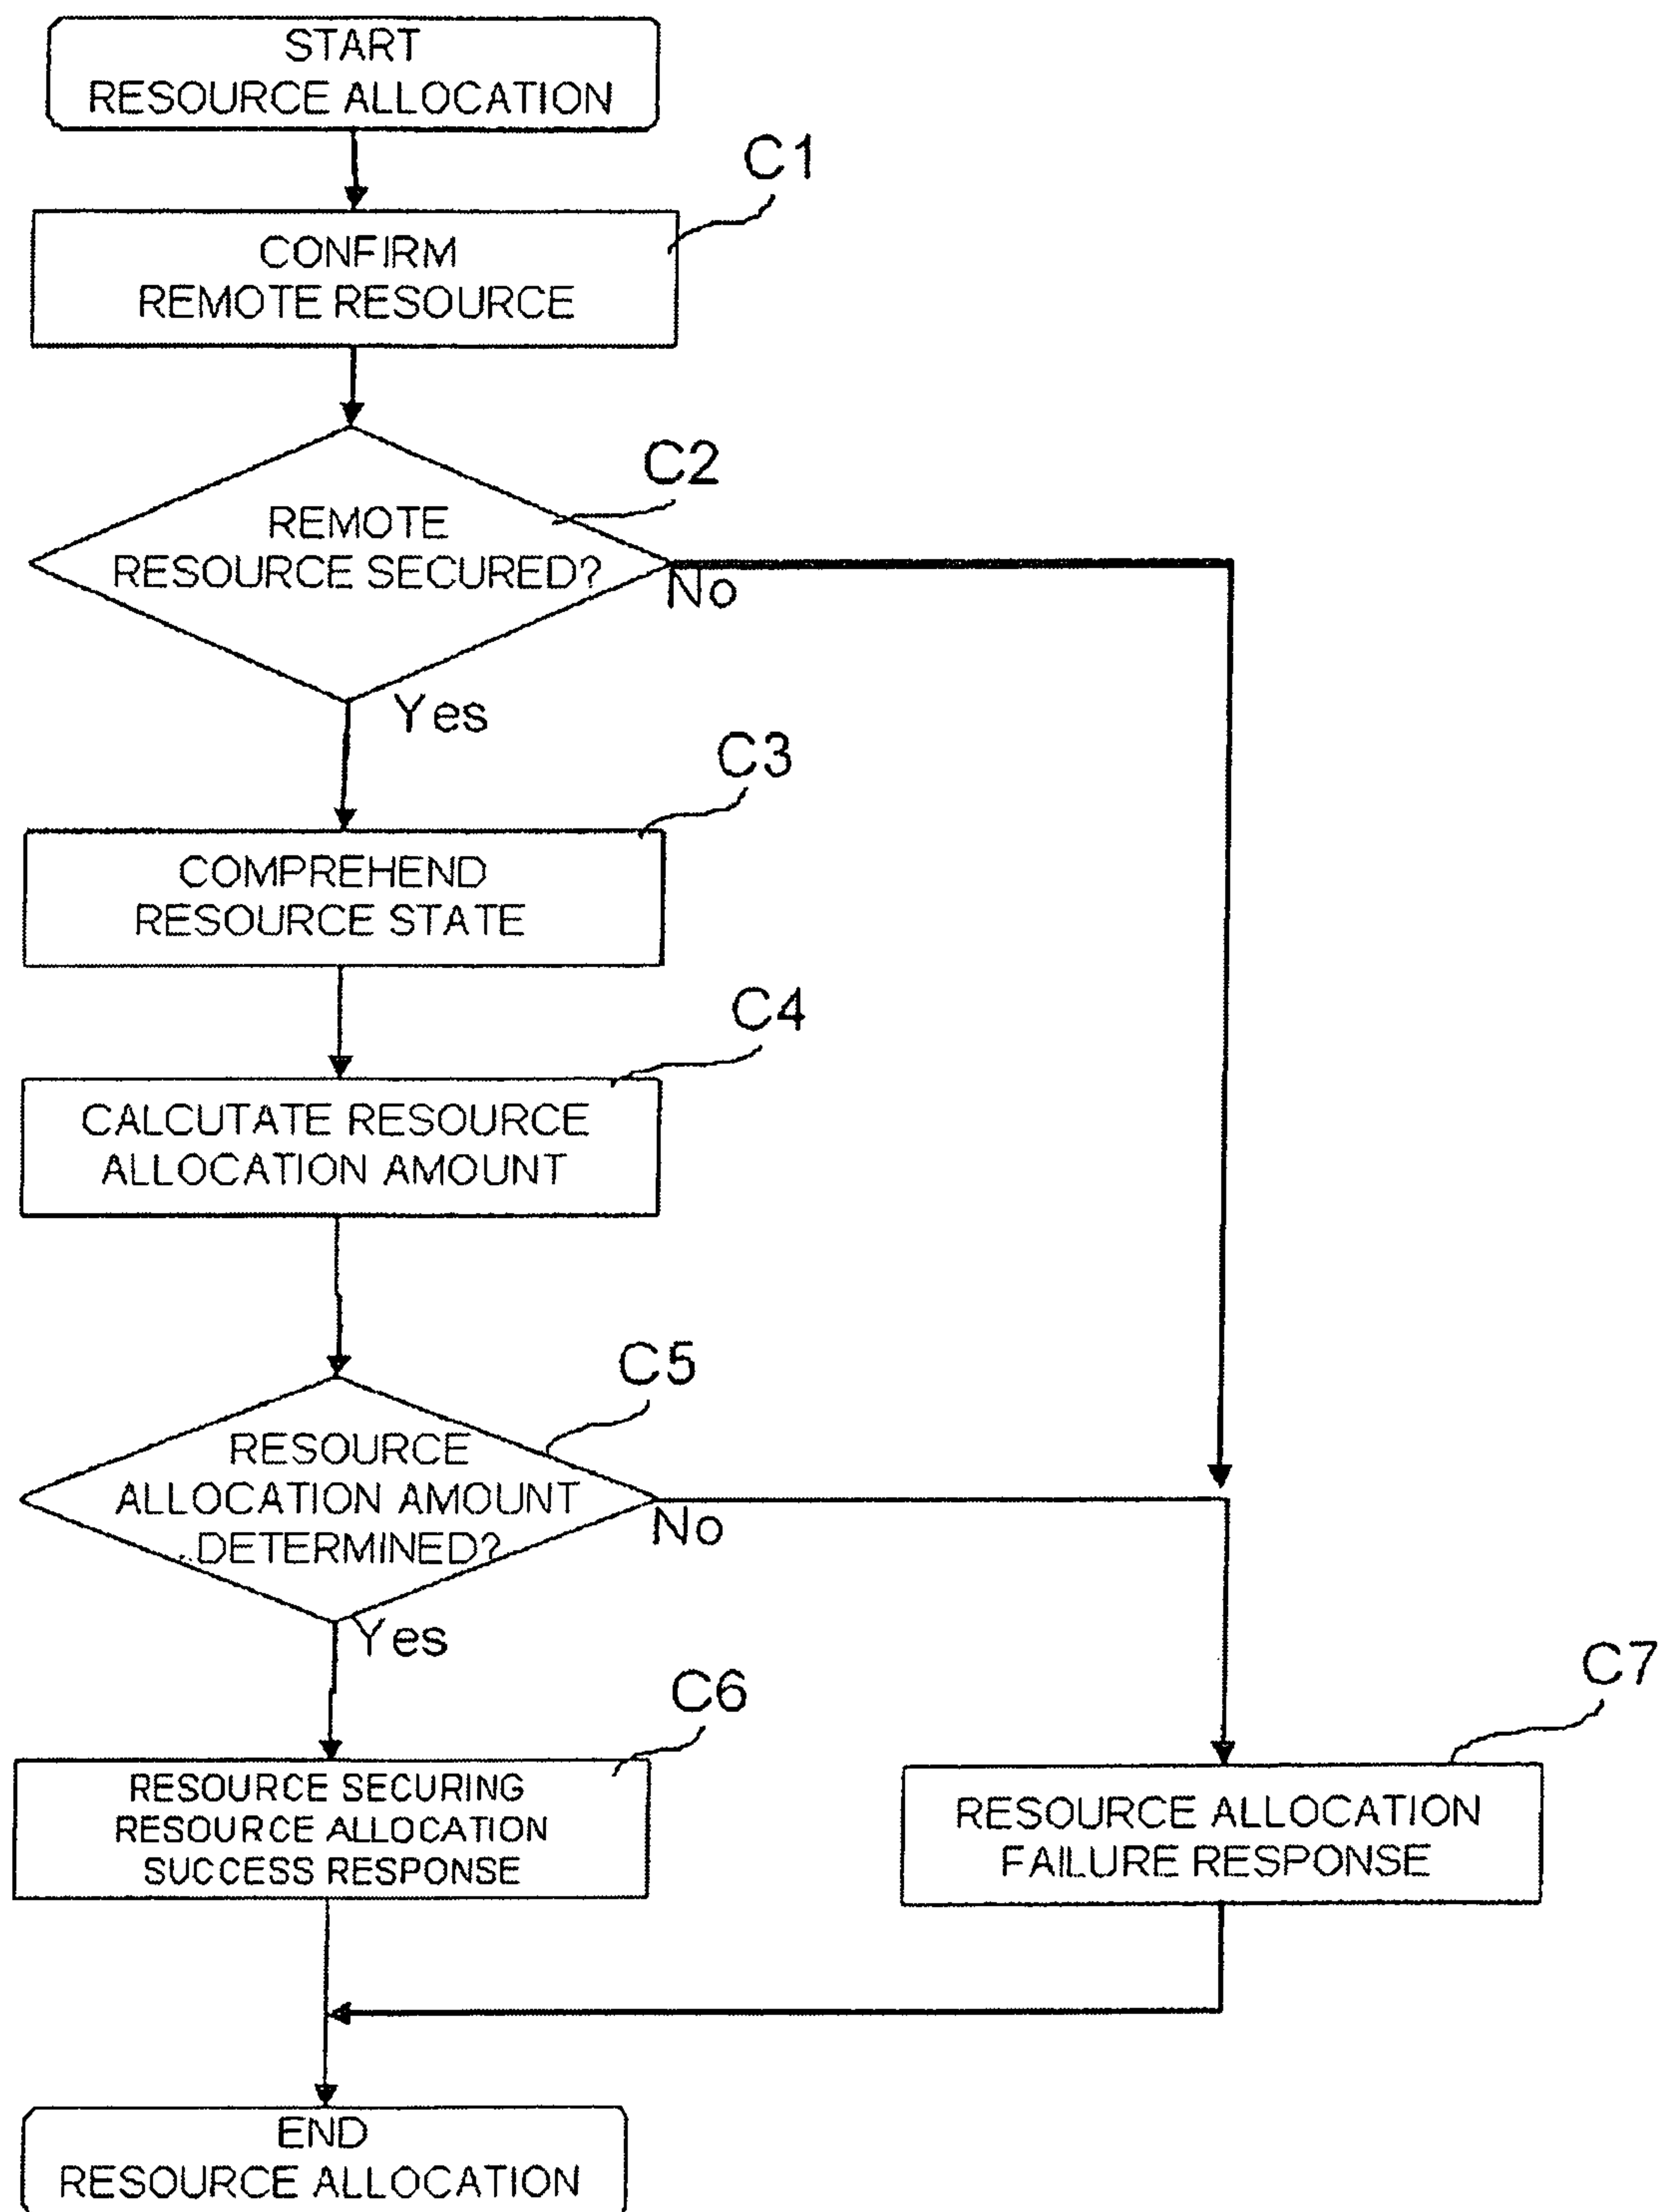 START
RESOURCE ALLOCATION
C1
CONFIRM
REMOTE RESOURCE
C2
REMOTE
RESOURCE SECURED?
No
Yes
C3
COMPREHEND
RESOURCE STATE
C4
CALCUTATE RESOURCE
ALLOCATION AMOUNT
C5
RESOURCE
ALLOCATION AMOUNT
DETERMINED?
No
Yes
C6
RESOURCE SECURING
RESOURCE ALLOCATION
SUCCESS RESPONSE
C7
RESOURCE ALLOCATION
FAILURE RESPONSE
END
RESOURCE ALLOCATION